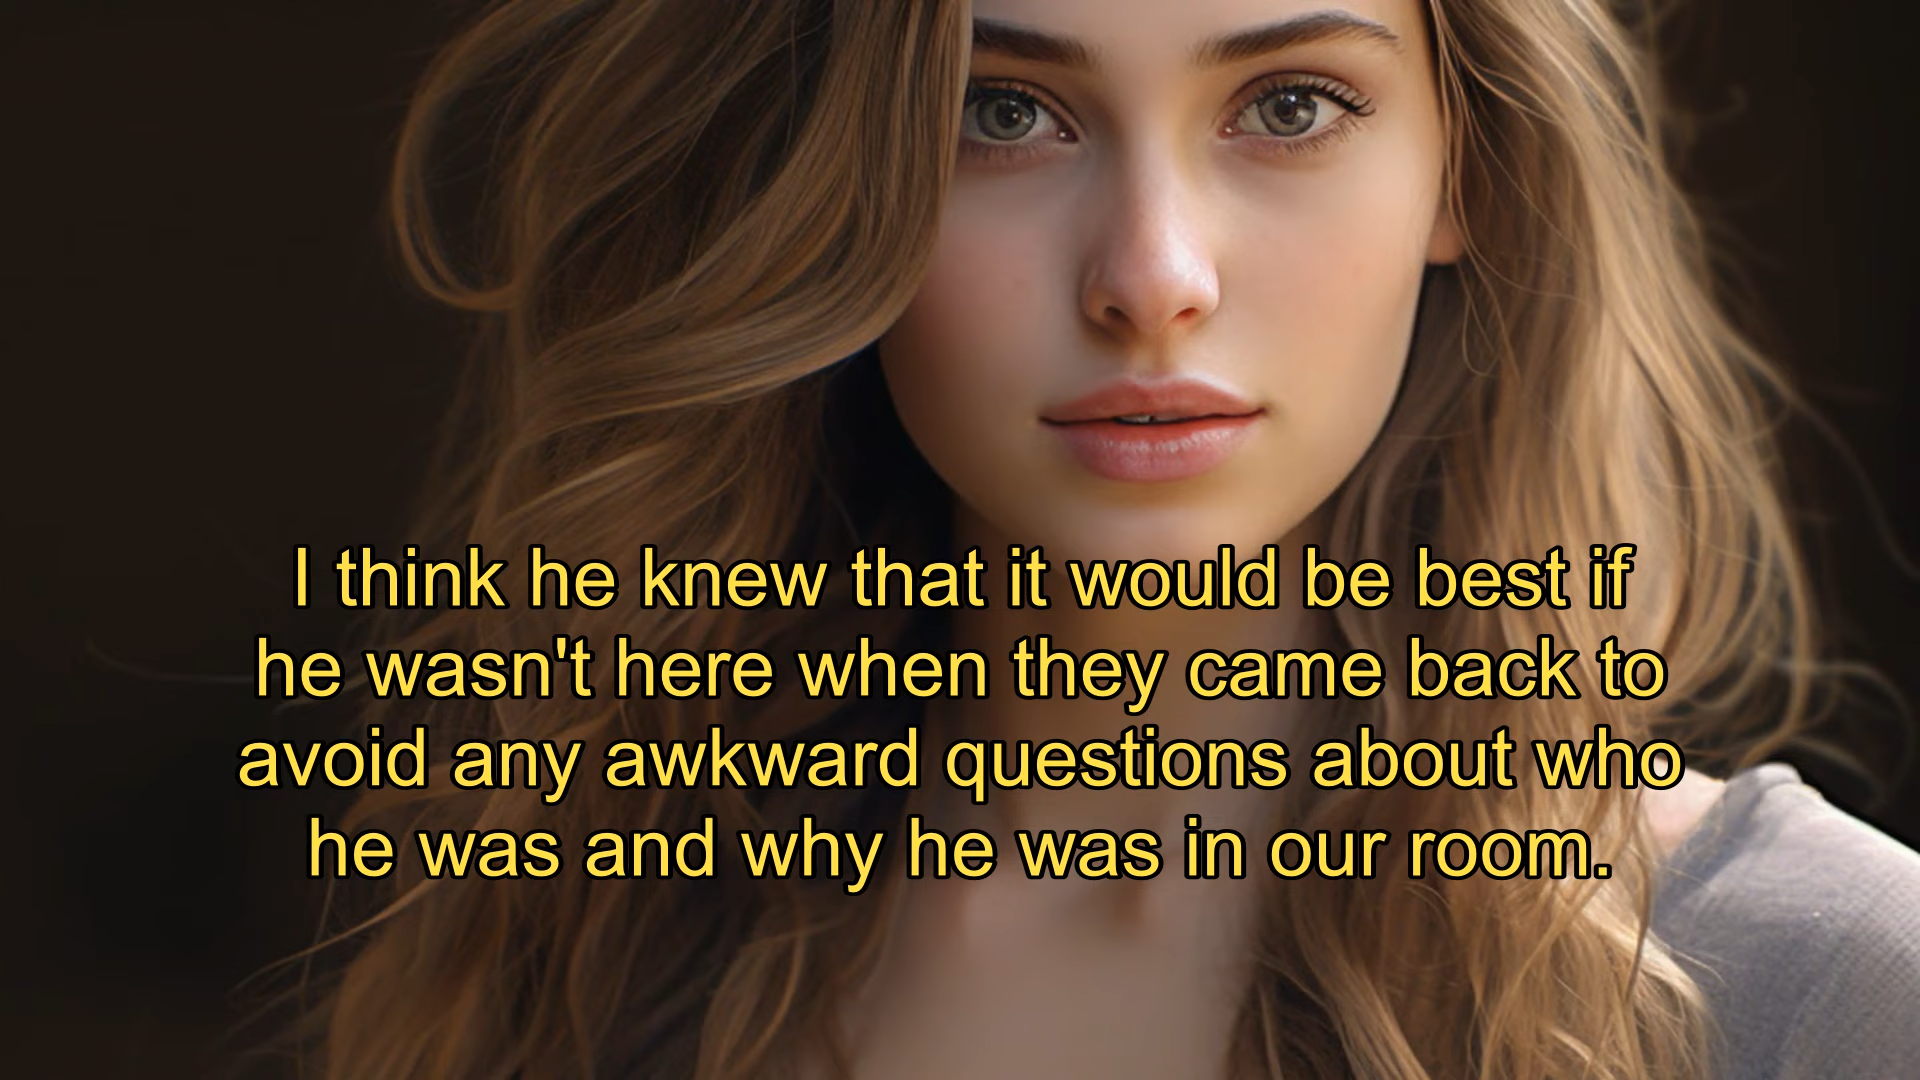 I think he knew that it would be best if
he wasn't here when they came back to
avoid any awkward questions about who
he was and why he was in our room.